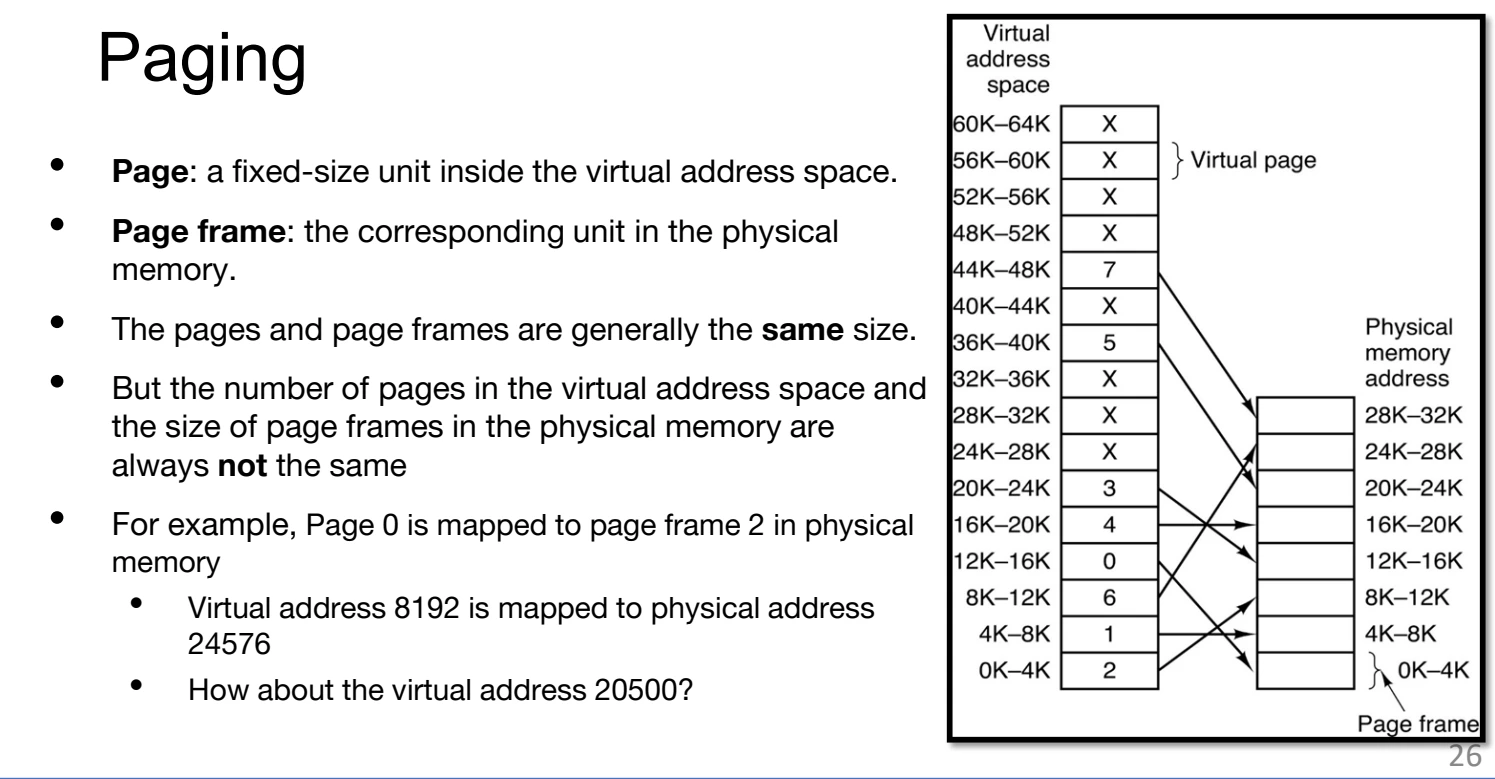 Paging
• Page: a fixed-size unit inside the virtual address space.
• Page frame: the corresponding unit in the physical
memory.
• The pages and page frames are generally the same size.
• But the number of pages in the virtual address space and
the size of page frames in the physical memory are
always not the same
• For example, Page 0 is mapped to page frame 2 in physical
memory
• Virtual address 8192 is mapped to physical address
24576
• How about the virtual address 20500?
Virtual
address
space
60K–64K X
56K–60K X } Virtual page
52K–56K X
48K–52K X
44K–48K 7
40K–44K X
36K–40K 5
32K–36K X
28K–32K X
24K–28K X
20K–24K 3
16K–20K 4
12K–16K 0
8K–12K 6
4K–8K 1
0K–4K 2
Physical
memory
address
28K–32K
24K–28K
20K–24K
16K–20K
12K–16K
8K–12K
4K–8K
} 0K–4K
Page frame
26